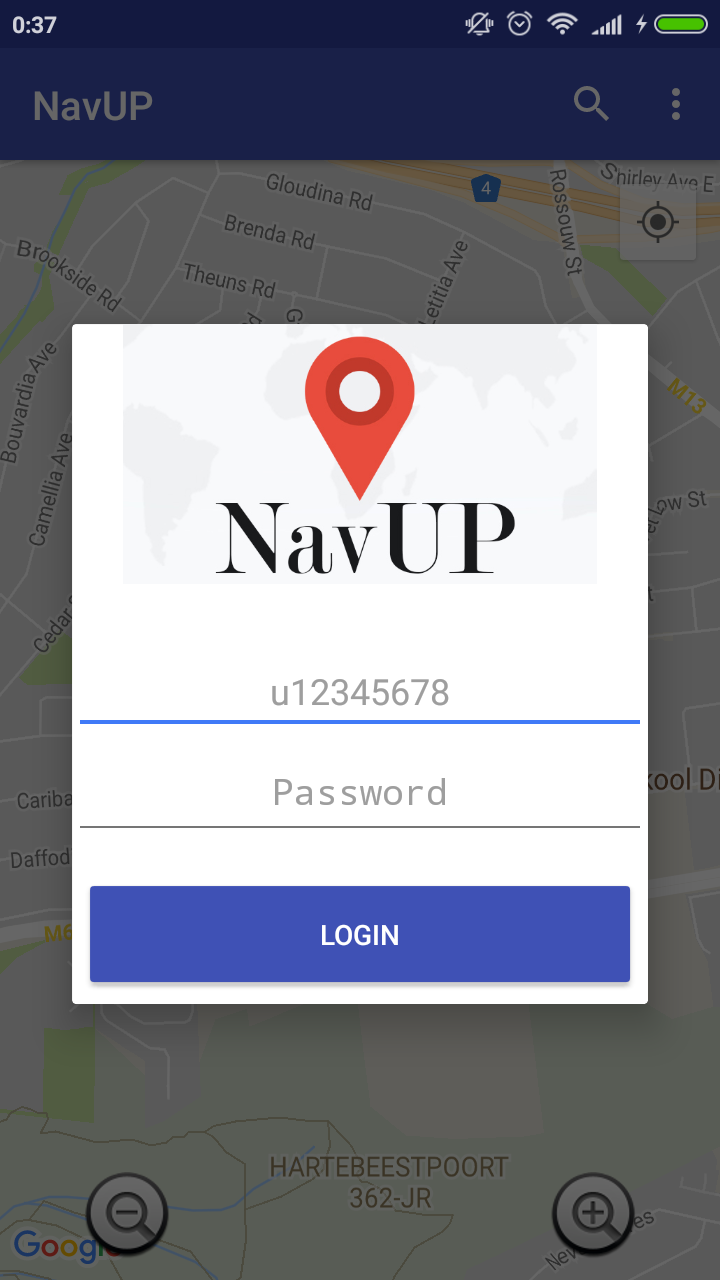 0:37
NavUP
Shirley Ave E
Gloudina Rd
4
Rossouw St
Brenda Rd
Brookside Rd
Theuns Rd
Letitia Ave
G
Bouvardia Ave
M13
Camellia Ave
Low St
NavUP
Cedar
u12345678
kool Di
Password
Cariba
Daffod
M6
LOGIN
HARTEBEESTPOORT
362-JR
Google
New
es